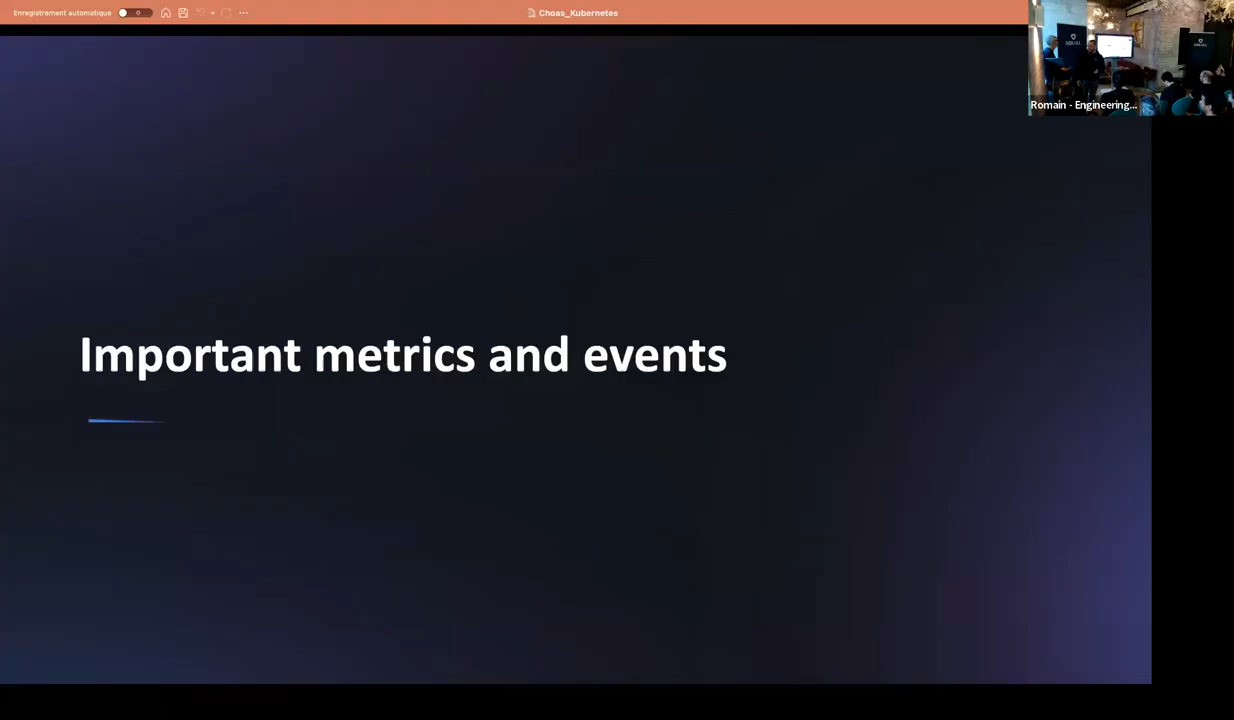 Enregistrement automatique
Choas_Kubernetes
Romain - Engineering...
Important metrics and events